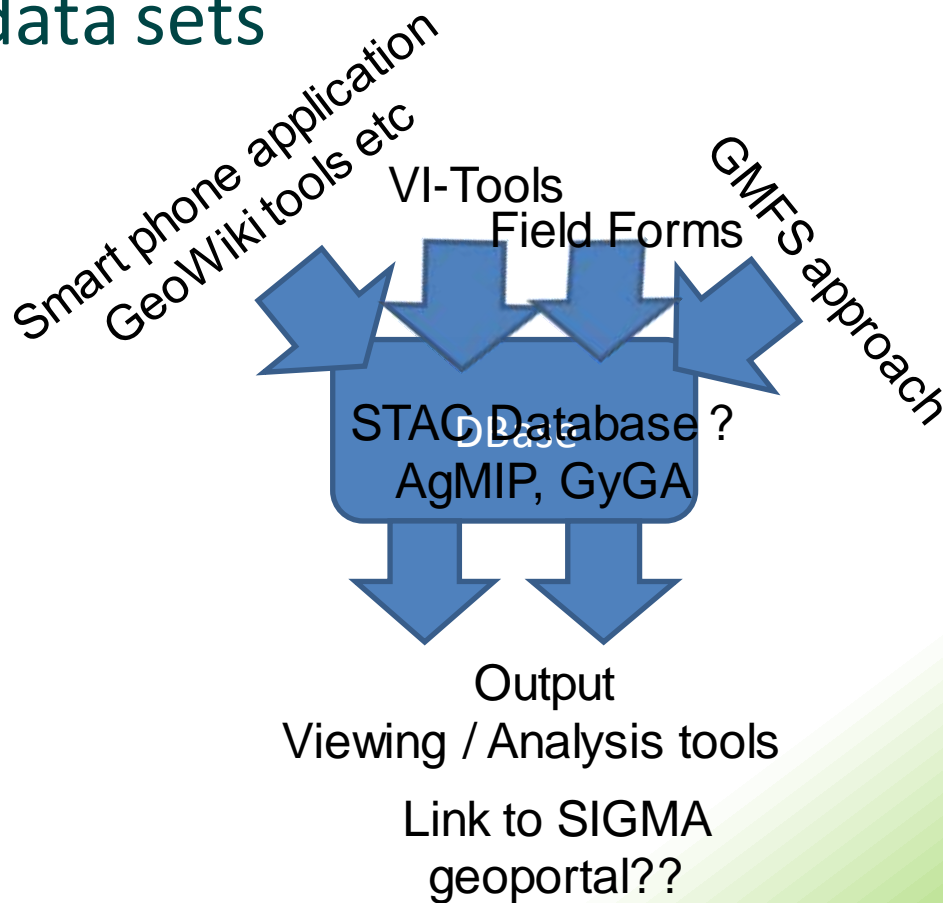 data sets
Smart phone application
GeoWiki tools etc
VI-Tools
Field Forms
GMFS approach
DBase
STAC Database ?
AgMIP, GyGA
Output
Viewing / Analysis tools
Link to SIGMA
geoportal??